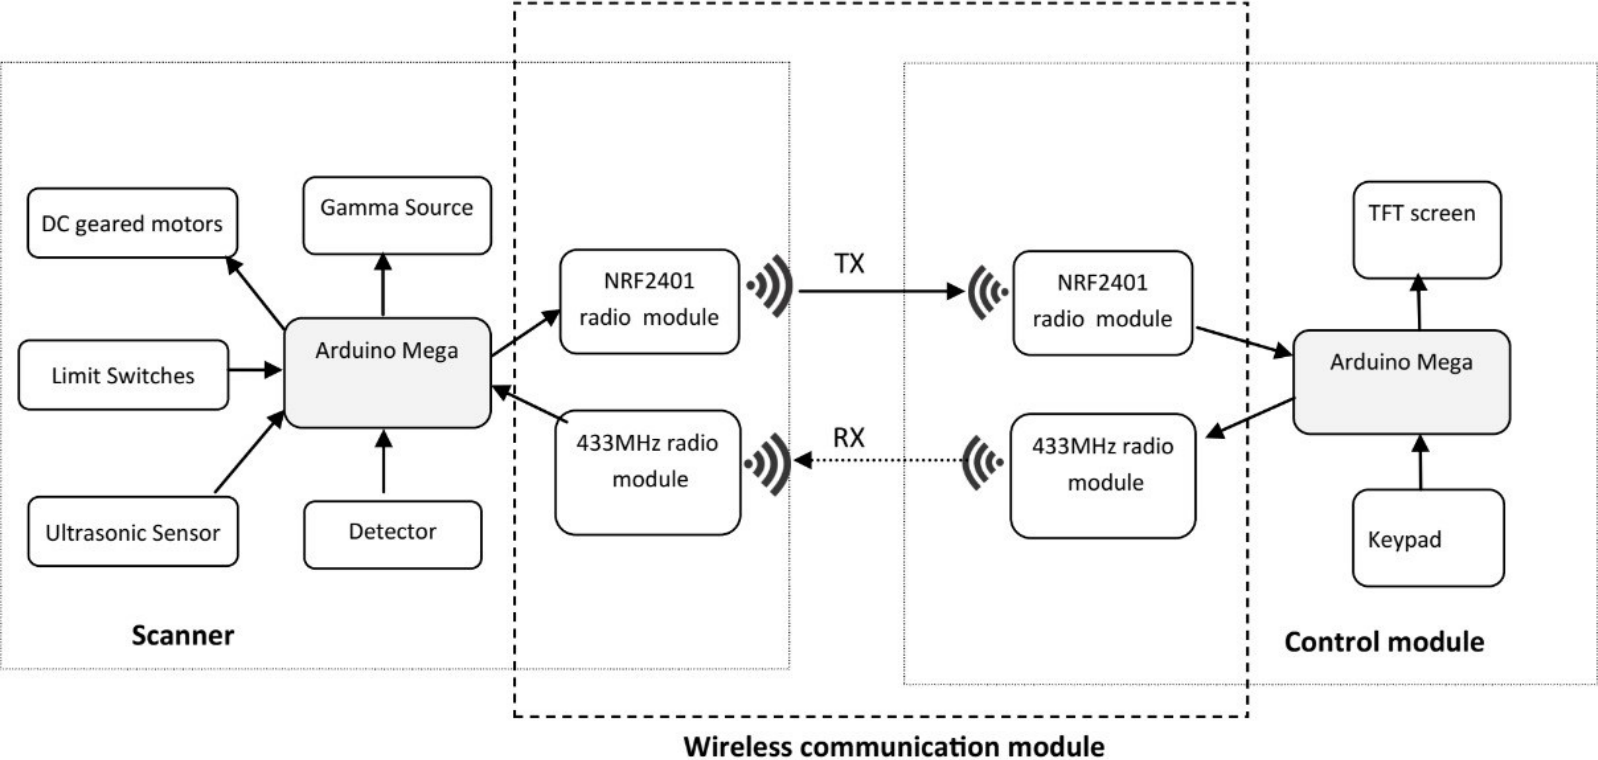 DC geared motors
Gamma Source
Limit Switches
Arduino Mega
Ultrasonic Sensor
Detector
Scanner
NRF2401
radio module
433MHz radio
module
TX
RX
NRF2401
radio module
433MHz radio
module
TFT screen
Arduino Mega
Keypad
Control module
Wireless communication module